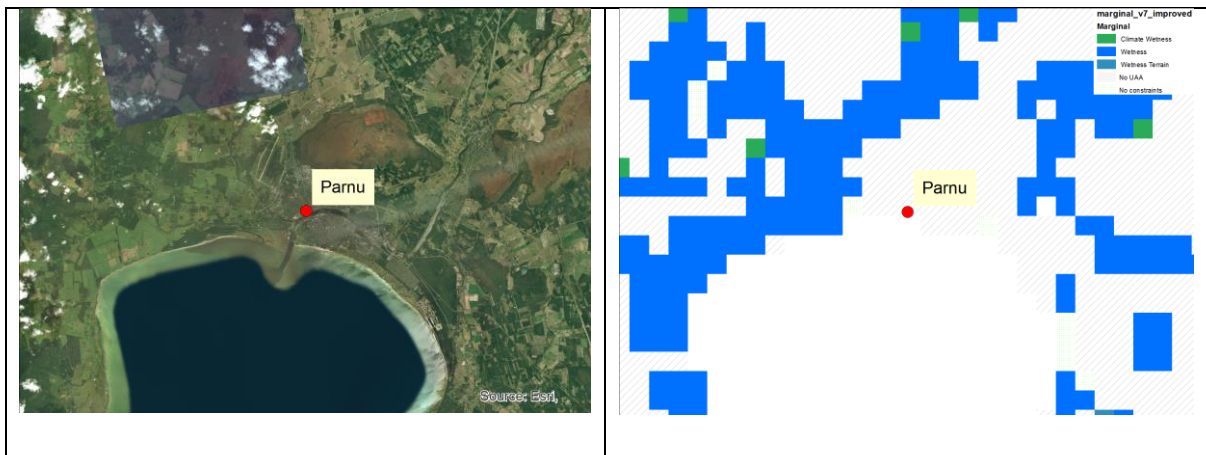 Parnu
Source: Esri,
marginal_v7_improved
Marginal
Climate Wetness
Wetness
Wetness Terrain
No UAA
No constraints
Parnu